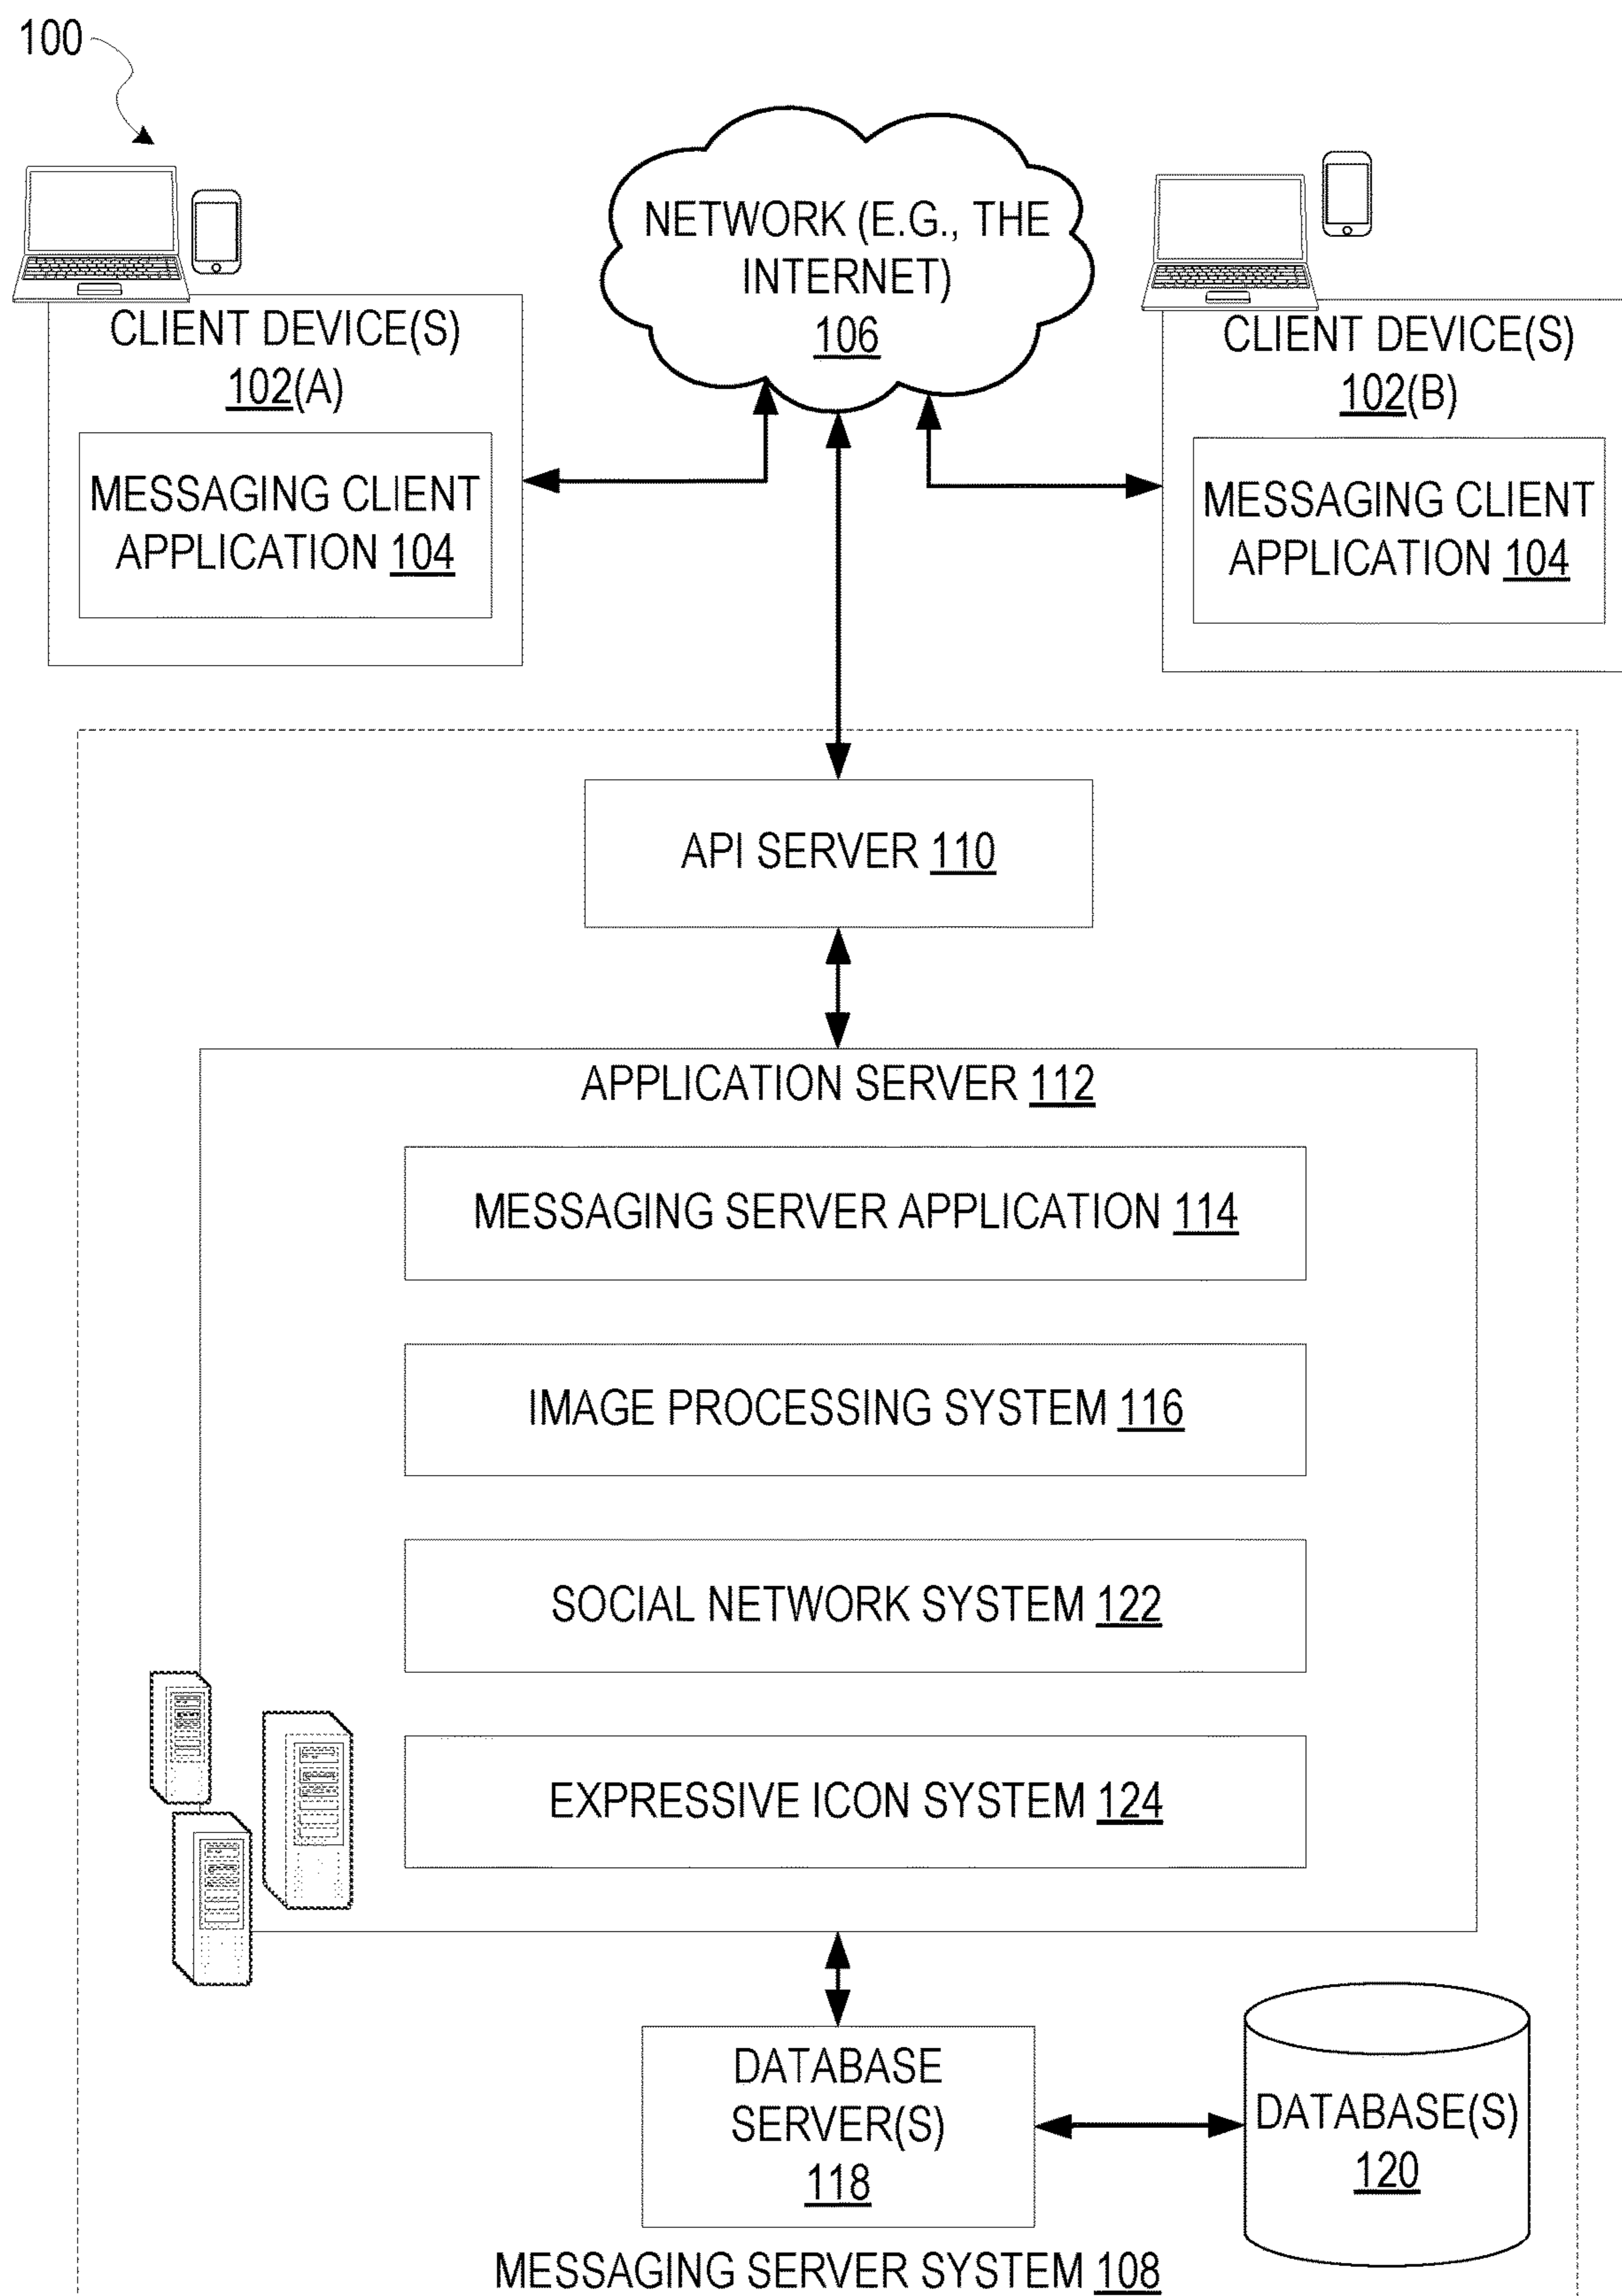 100
NETWORK (E.G., THE
INTERNET)
106
CLIENT DEVICE(S)
102(A)
MESSAGING CLIENT
APPLICATION 104
CLIENT DEVICE(S)
102(B)
MESSAGING CLIENT
APPLICATION 104
API SERVER 110
APPLICATION SERVER 112
MESSAGING SERVER APPLICATION 114
IMAGE PROCESSING SYSTEM 116
SOCIAL NETWORK SYSTEM 122
EXPRESSIVE ICON SYSTEM 124
DATABASE
SERVER(S)
118
DATABASE(S)
120
MESSAGING SERVER SYSTEM 108